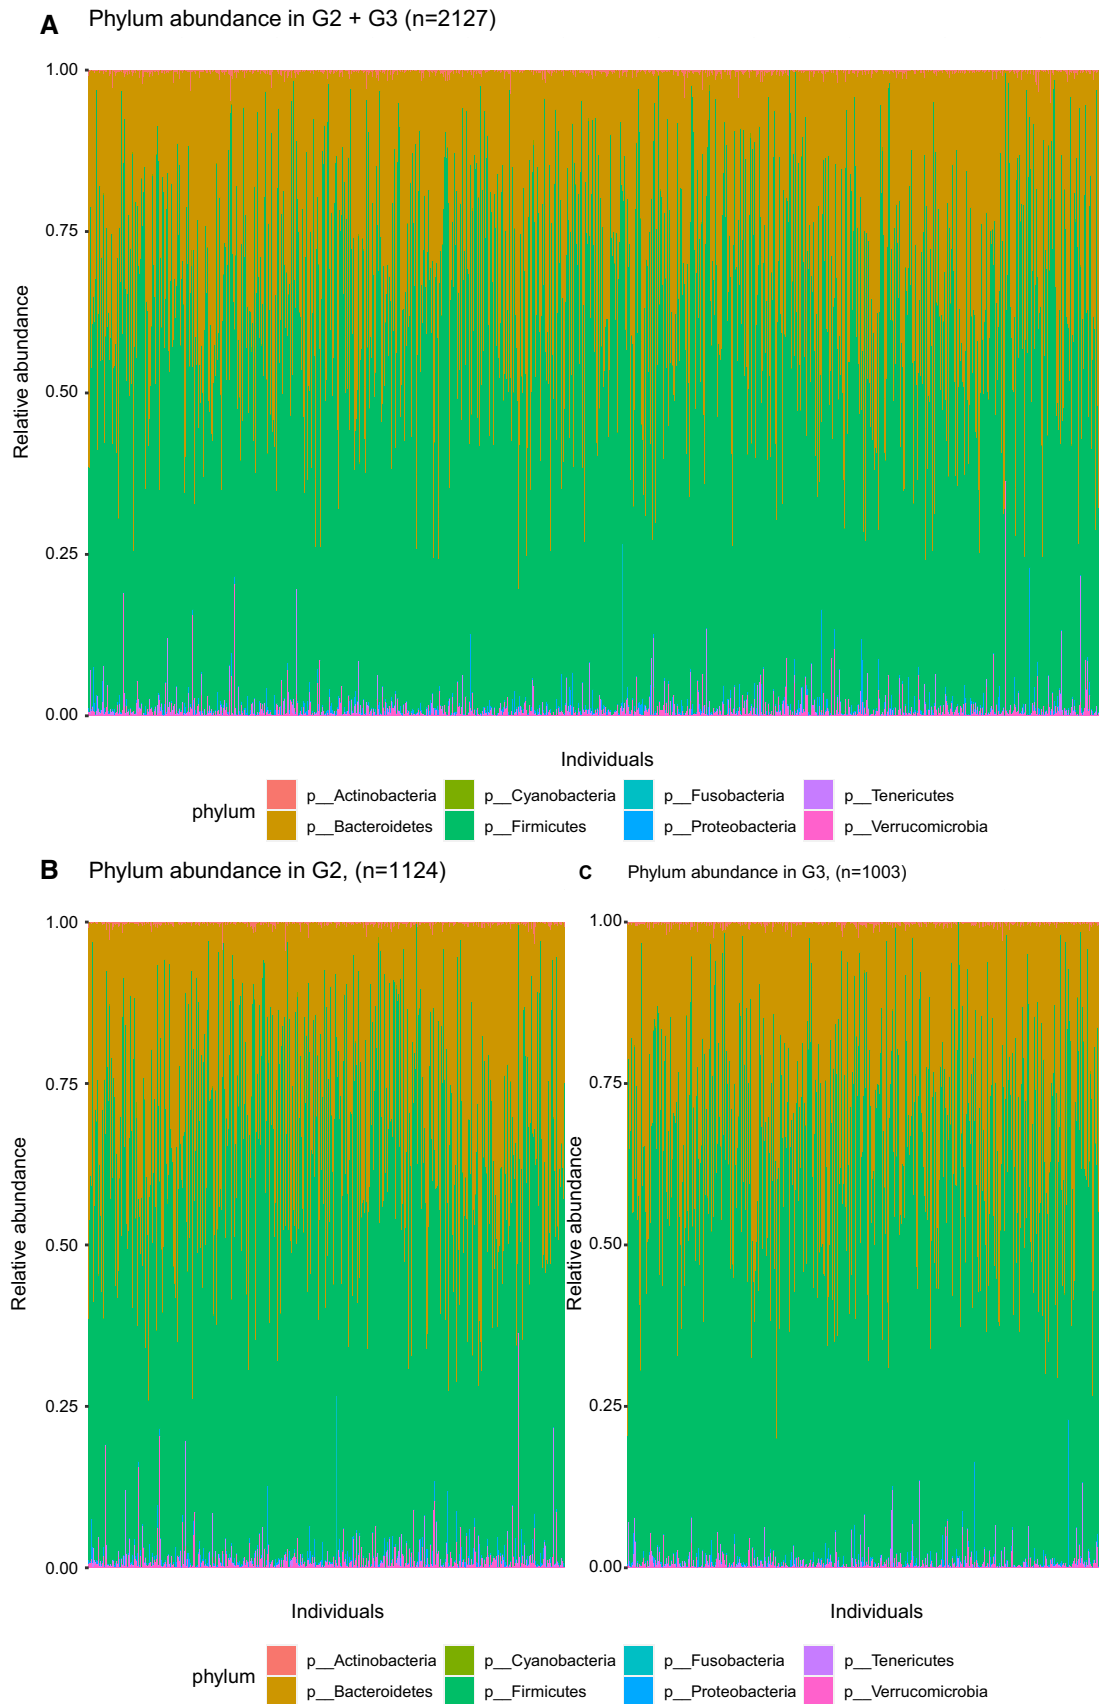 A Phylum abundance in G2 + G3 (n=2127)
1.00
0.75
0.50
0.25
0.00
Relative abundance
Individuals
phylum
p__Actinobacteria p__Cyanobacteria p__Fusobacteria p__Tenericutes
p__Bacteroidetes p__Firmicutes p__Proteobacteria p__Verrucomicrobia
B Phylum abundance in G2, (n=1124)
1.00
0.75
0.50
0.25
0.00
Relative abundance
Individuals
C Phylum abundance in G3, (n=1003)
1.00
0.75
0.50
0.25
0.00
Relative abundance
Individuals
phylum
p__Actinobacteria p__Cyanobacteria p__Fusobacteria p__Tenericutes
p__Bacteroidetes p__Firmicutes p__Proteobacteria p__Verrucomicrobia